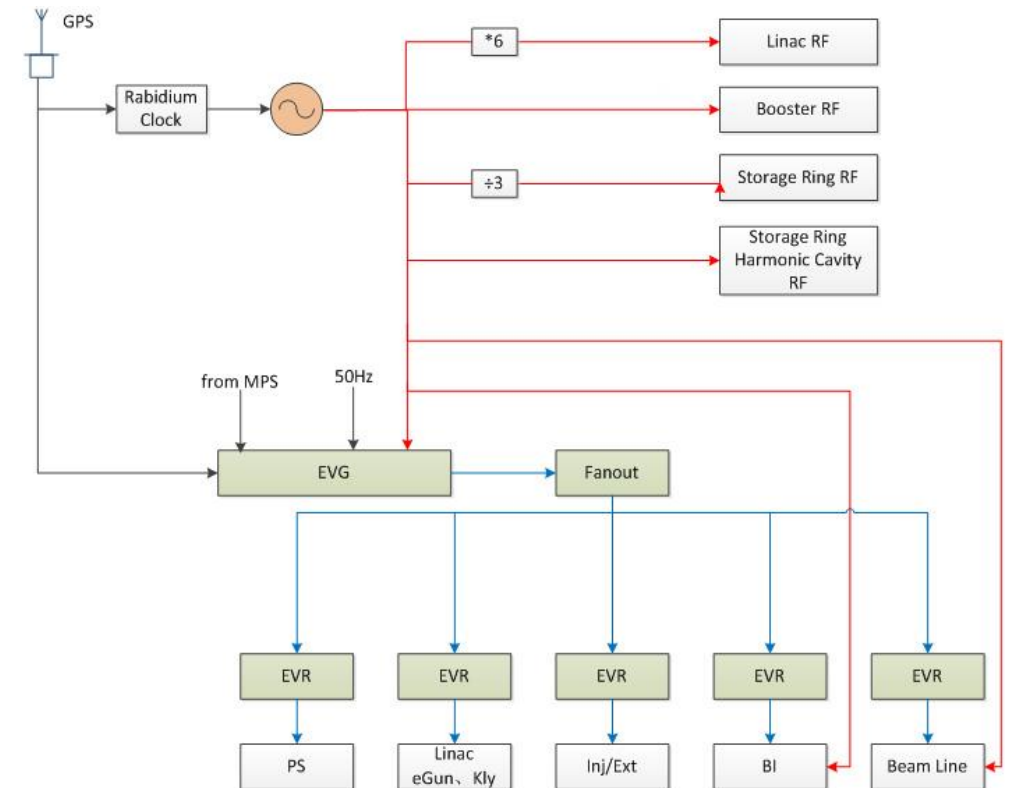 GPS
*6
Linac RF
Rabidium
Clock
Booster RF
÷3
Storage Ring RF
Storage Ring
Harmonic Cavity
RF
from MPS
50Hz
EVG
Fanout
EVR
EVR
EVR
EVR
EVR
PS
Linac
eGun、Kly
Inj/Ext
BI
Beam Line